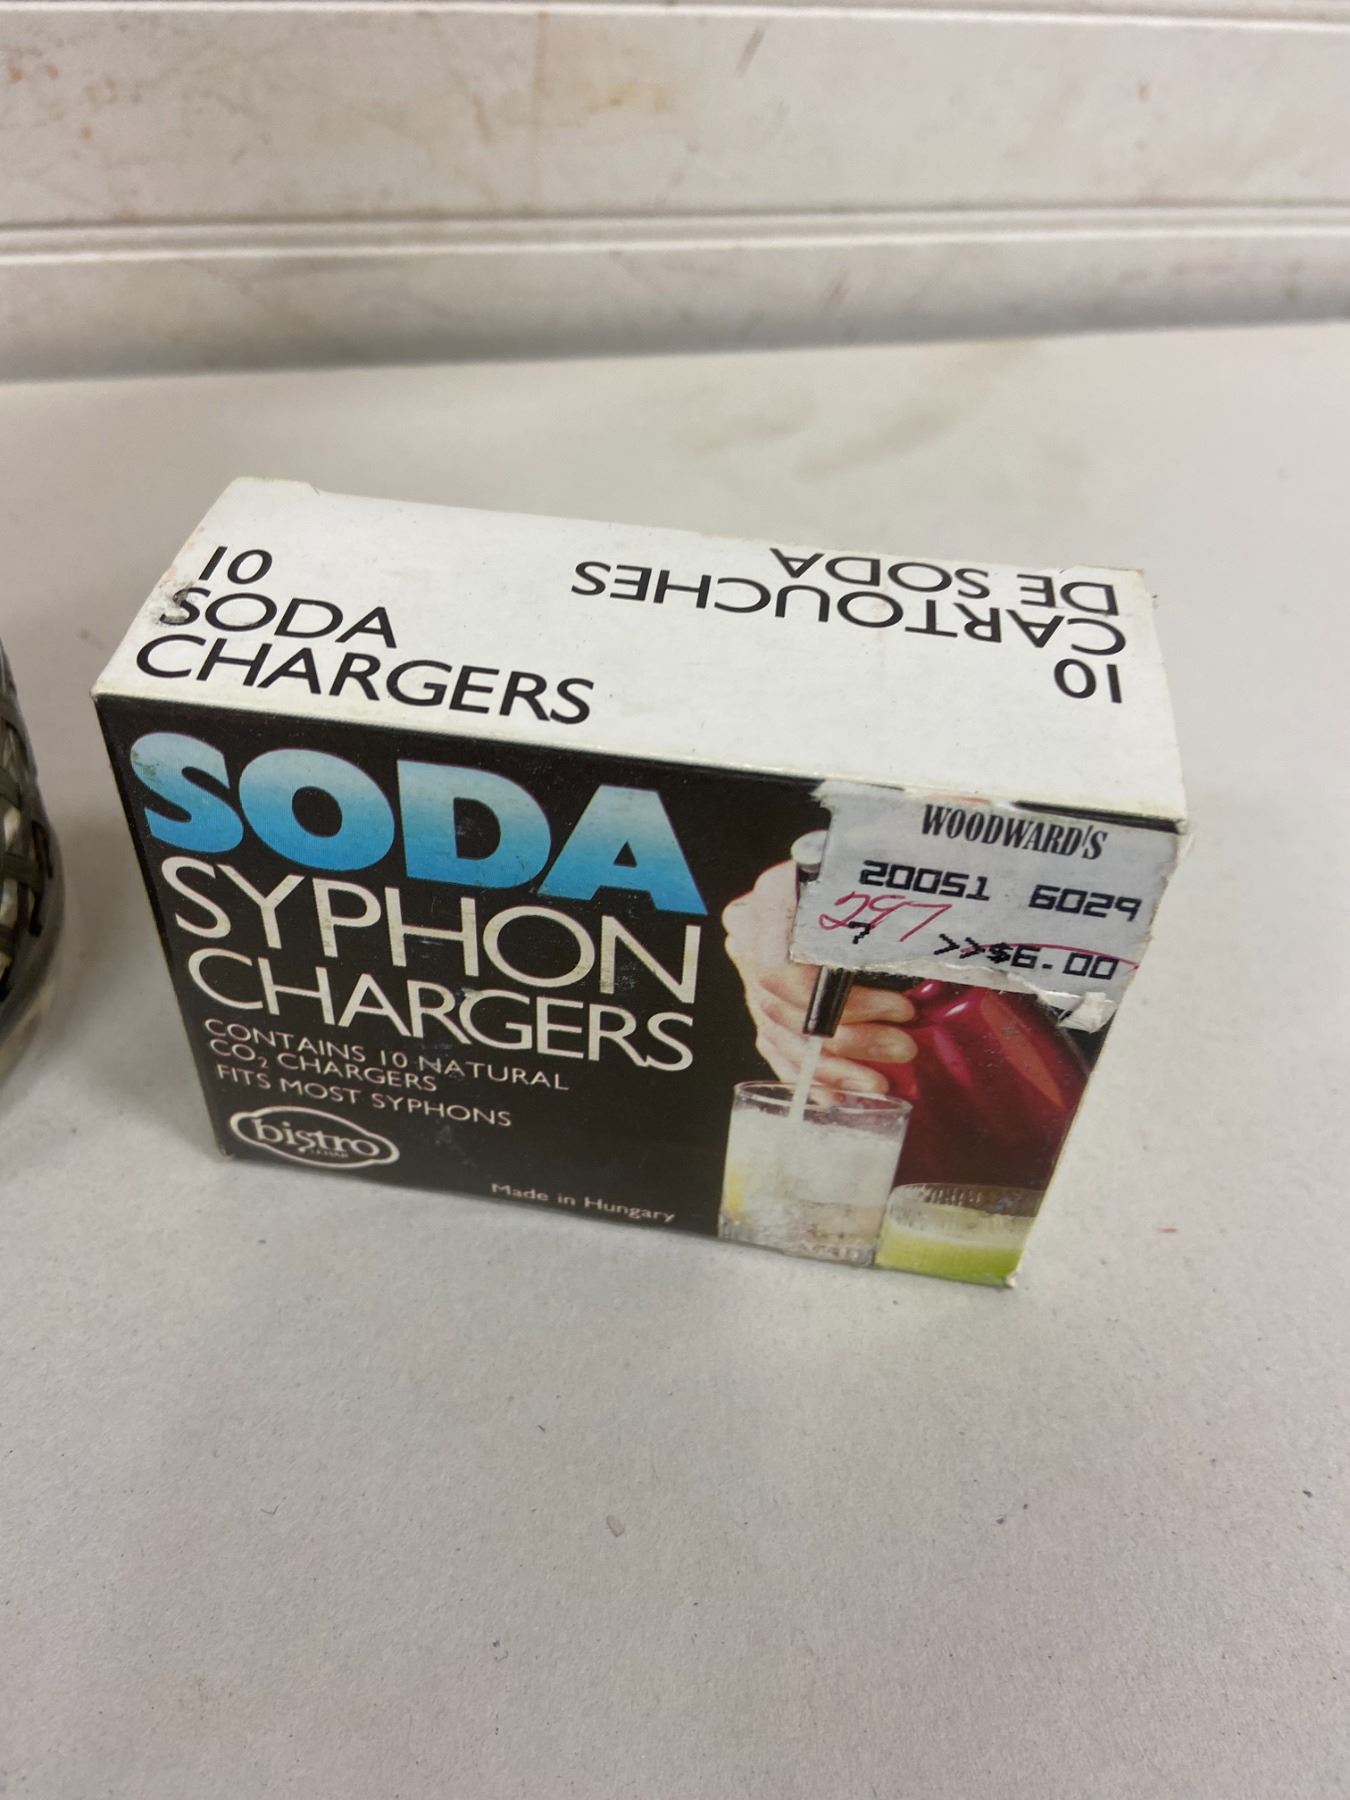 10
SODA
CHARGERS
10
CARTOUCHES
DE SODA
SODA
SYPHON
CHARGERS
CONTAINS 10 NATURAL
CO₂ CHARGERS
FITS MOST SYPHONS
bistro
Made in Hungary
WOODWARD'S
20051 6029
297
7 >>$6.00